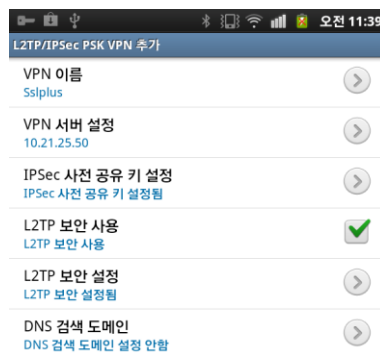 오전 11:39
L2TP/IPSec PSK VPN 추가
VPN 이름
Sslplus
VPN 서버 설정
10.21.25.50
IPSec 사전 공유 키 설정
IPSec 사전 공유 키 설정됨
L2TP 보안 사용
L2TP 보안 사용
L2TP 보안 설정
L2TP 보안 설정됨
DNS 검색 도메인
DNS 검색 도메인 설정 안함